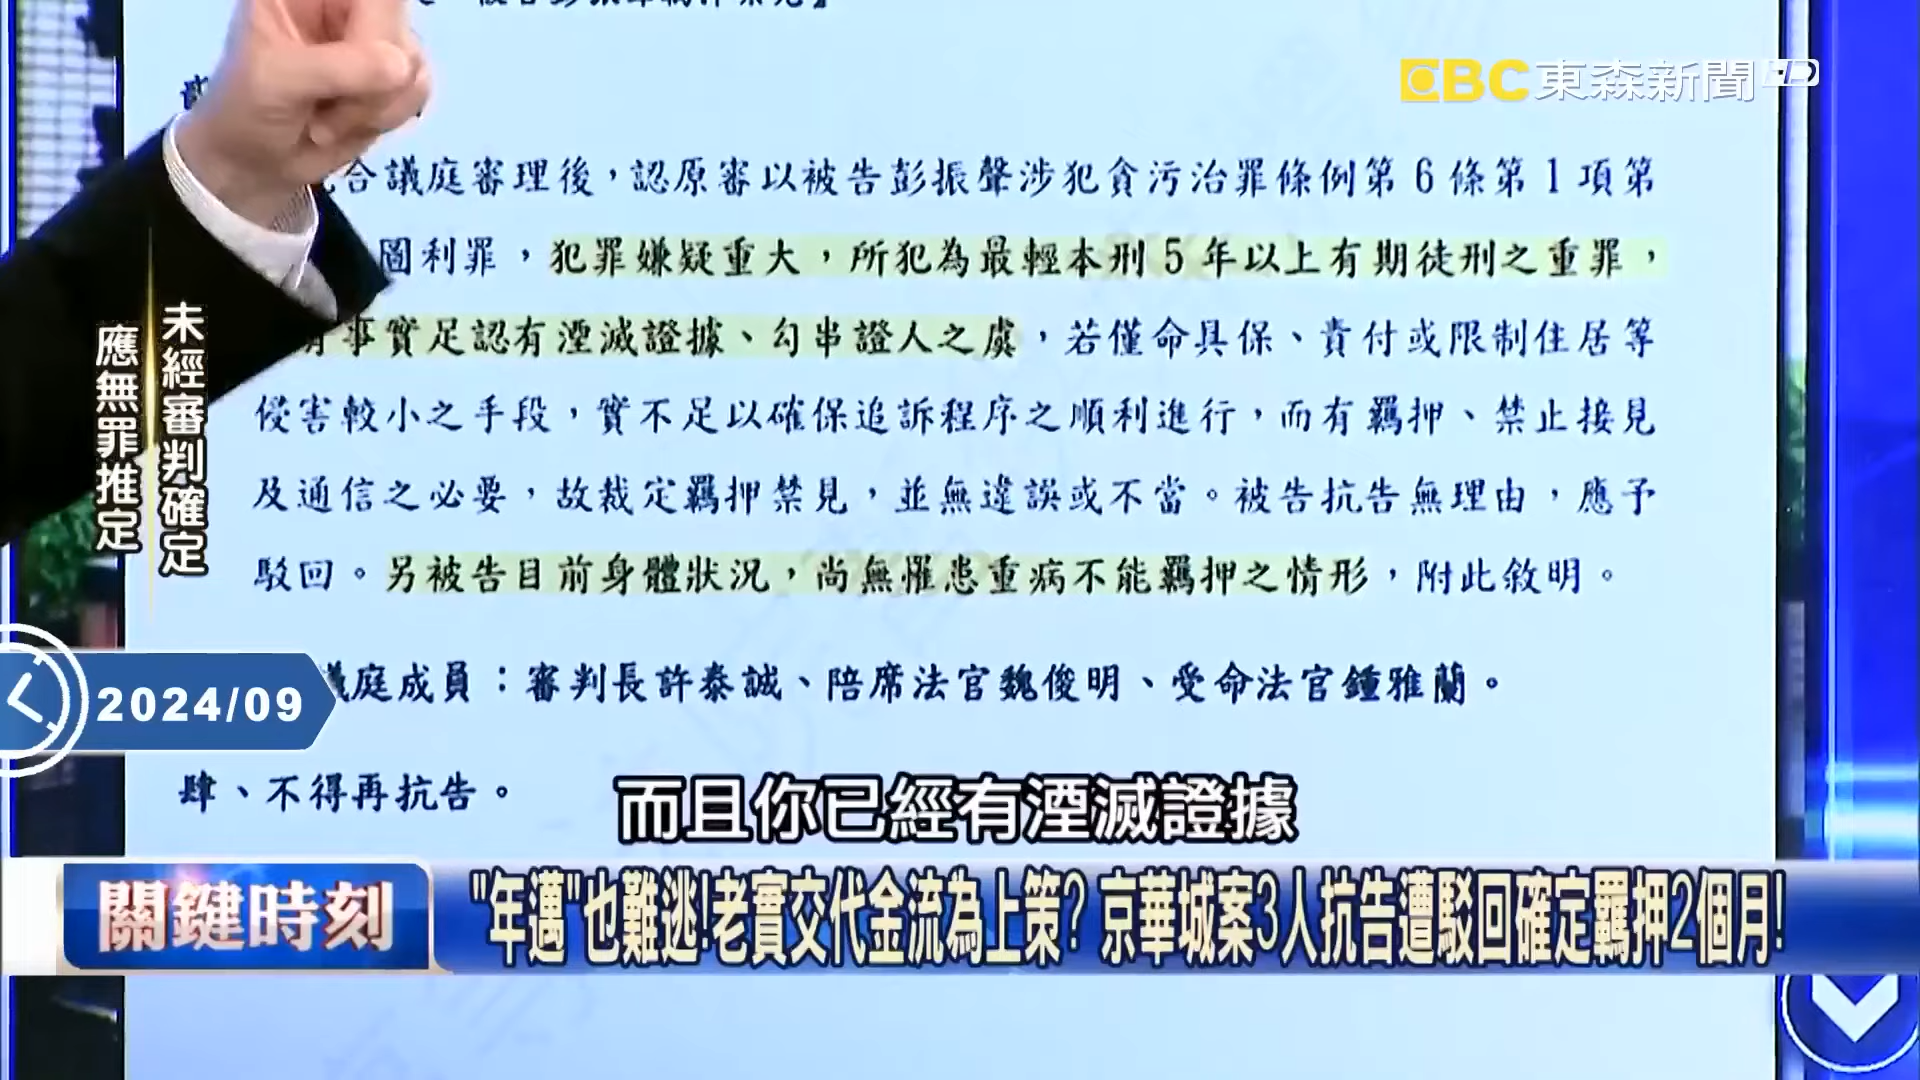 EBC東森新聞HD
合議庭審理後，認原審以被告彭振聲涉犯貪污治罪條例第6條第1項第
圖利罪，犯罪嫌疑重大，所犯為最輕本刑5年以上有期徒刑之重罪，
有事實足認有湮滅證據、勾串證人之虞，若僅命具保、責付或限制住居等
侵害較小之手段，實不足以確保追訴程序之順利進行，而有羈押、禁止接見
及通信之必要，故裁定羈押禁見，並無違誤或不當。被告抗告無理由，應予
駁回。另被告目前身體狀況，尚無罹患重病不能羈押之情形，附此敘明。
議庭成員：審判長許泰誠、陪席法官魏俊明、受命法官鍾雅蘭。
肆、不得再抗告。
未經審判確定
應無罪推定
2024/09
而且你已經有湮滅證據
關鍵時刻
"年邁"也難逃!老實交代金流為上策? 京華城案3人抗告遭駁回確定羈押2個月!